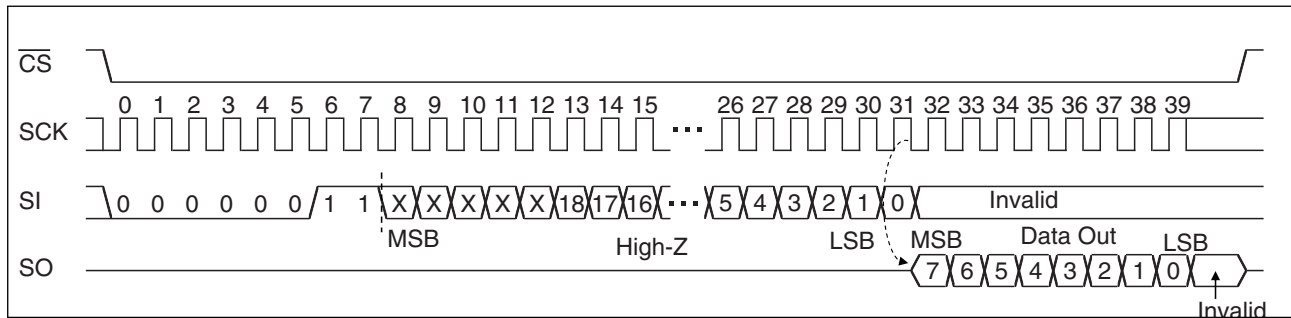 CS
0 1 2 3 4 5 6 7 8 9 10 11 12 13 14 15 26 27 28 29 30 31 32 33 34 35 36 37 38 39
SCK
SI 0 0 0 0 0 0 1 1 X X X X X 18 17 16 5 4 3 2 1 0 Invalid
MSB High-Z LSB MSB Data Out LSB
SO 7 6 5 4 3 2 1 0
Invalid